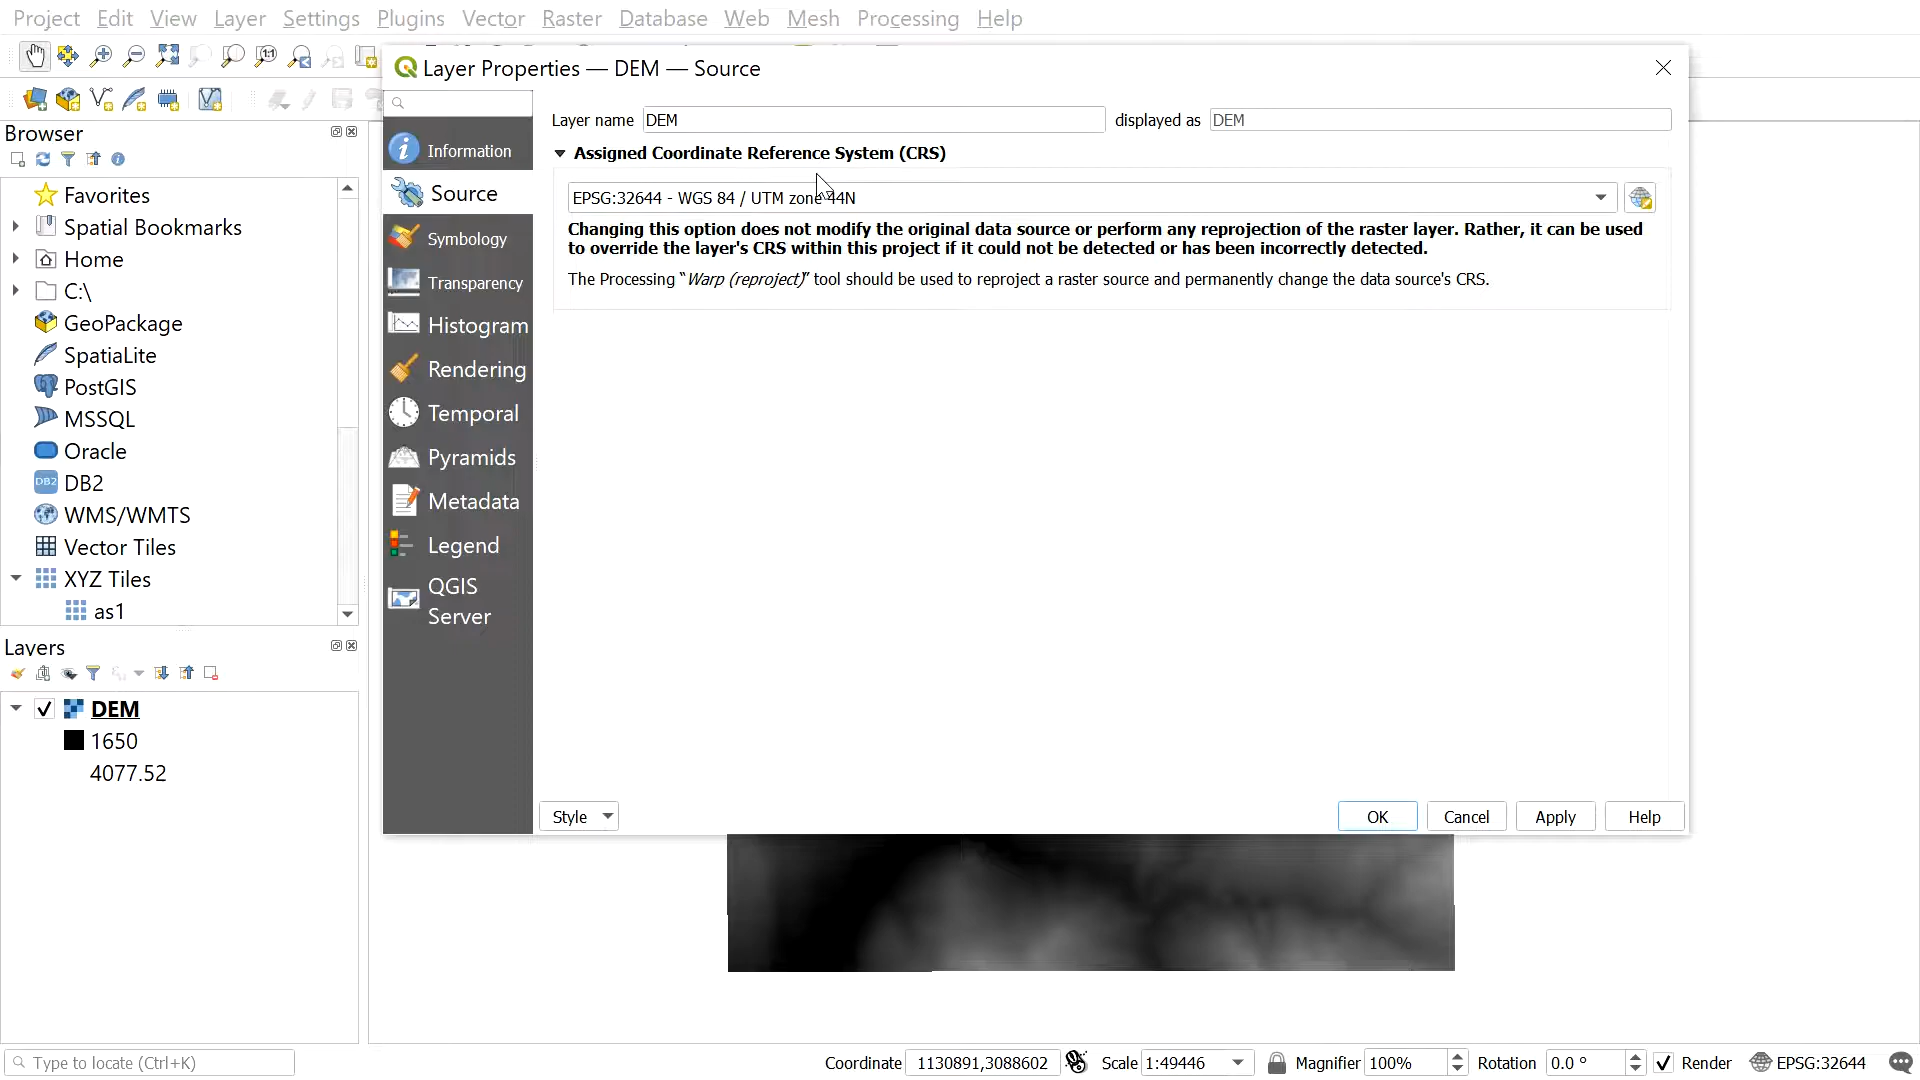 Project Edit View Layer Settings Plugins Vector Raster Database Web Mesh Processing Help
Layer Properties — DEM — Source
Browser
Favorites
Spatial Bookmarks
Home
C:\
GeoPackage
SpatiaLite
PostGIS
MSSQL
Oracle
DB2
WMS/WMTS
Vector Tiles
XYZ Tiles
as1
Layers
DEM
1650
4077.52
Information
Source
Symbology
Transparency
Histogram
Rendering
Temporal
Pyramids
Metadata
Legend
QGIS
Server
Layer name DEM displayed as DEM
Assigned Coordinate Reference System (CRS)
EPSG:32644 - WGS 84 / UTM zone 44N
Changing this option does not modify the original data source or perform any reprojection of the raster layer. Rather, it can be used
to override the layer's CRS within this project if it could not be detected or has been incorrectly detected.
The Processing “Warp (reproject)” tool should be used to reproject a raster source and permanently change the data source's CRS.
Style OK Cancel Apply Help
Type to locate (Ctrl+K) Coordinate 1130891,3088602 Scale 1:49446 Magnifier 100% Rotation 0.0 ° Render EPSG:32644